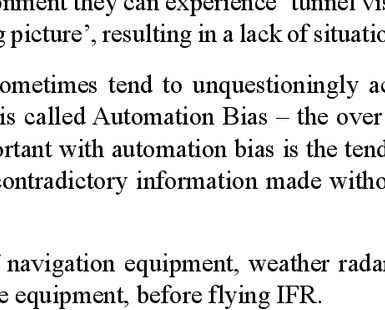 onment they can experience 'tunnel vis
g picture', resulting in a lack of situatio
ometimes tend to unquestioningly ac
is called Automation Bias – the over
ortant with automation bias is the tend
contradictory information made witho
navigation equipment, weather radar
e equipment, before flying IFR.